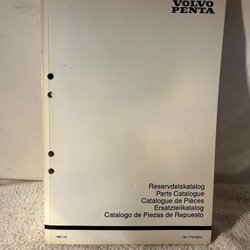 VOLVO
PENTA
Reservdelskatalog
Parts Catalogue
Catalogue de Pièces
Ersatzteilkatalog
Catalogo de Piezas de Repuesto